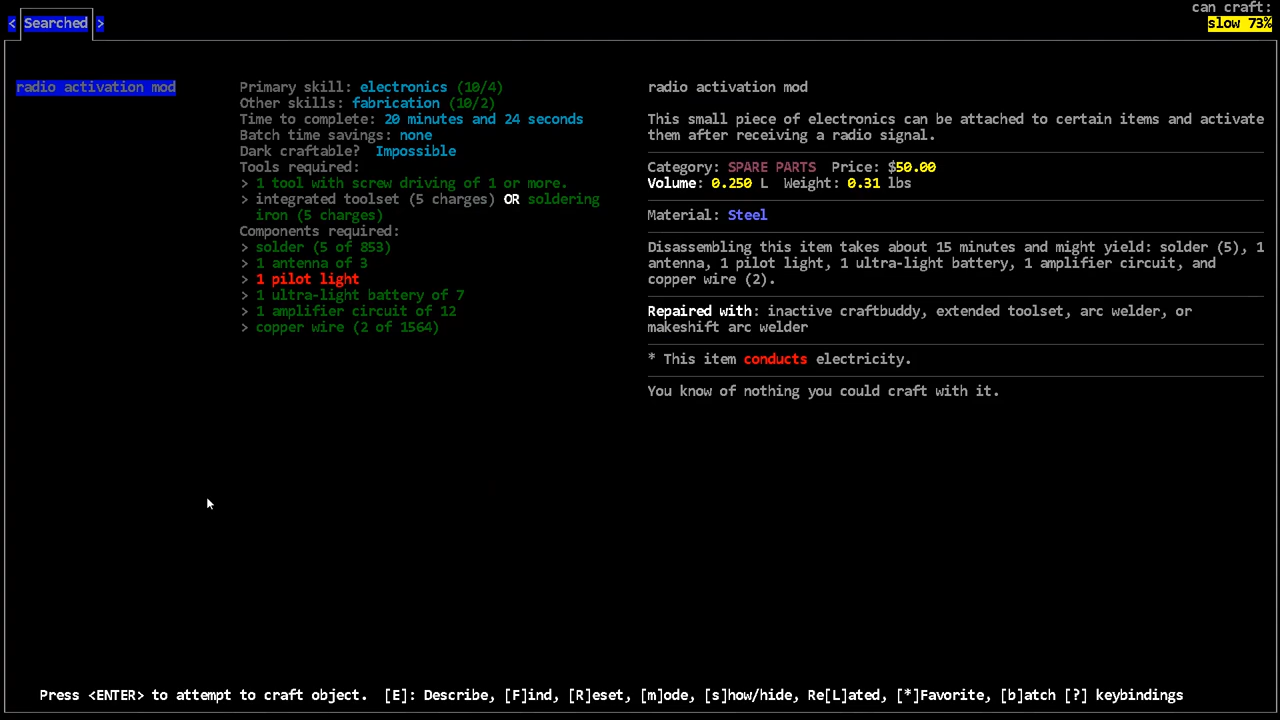 can craft:
< Searched >
slow 73%
radio activation mod
Primary skill: electronics (10/4)
Other skills: fabrication (10/2)
Time to complete: 20 minutes and 24 seconds
Batch time savings: none
Dark craftable? Impossible
Tools required:
> 1 tool with screw driving of 1 or more.
> integrated toolset (5 charges) OR soldering
iron (5 charges)
Components required:
> solder (5 of 853)
> 1 antenna of 3
> 1 pilot light
> 1 ultra-light battery of 7
> 1 amplifier circuit of 12
> copper wire (2 of 1564)
radio activation mod
This small piece of electronics can be attached to certain items and activate
them after receiving a radio signal.
Category: SPARE PARTS Price: $50.00
Volume: 0.250 L Weight: 0.31 lbs
Material: Steel
Disassembling this item takes about 15 minutes and might yield: solder (5), 1
antenna, 1 pilot light, 1 ultra-light battery, 1 amplifier circuit, and
copper wire (2).
Repaired with: inactive craftbuddy, extended toolset, arc welder, or
makeshift arc welder
* This item conducts electricity.
You know of nothing you could craft with it.
Press <ENTER> to attempt to craft object. [E]: Describe, [F]ind, [R]eset, [m]ode, [s]how/hide, Re[L]ated, [*]Favorite, [b]atch [?] keybindings